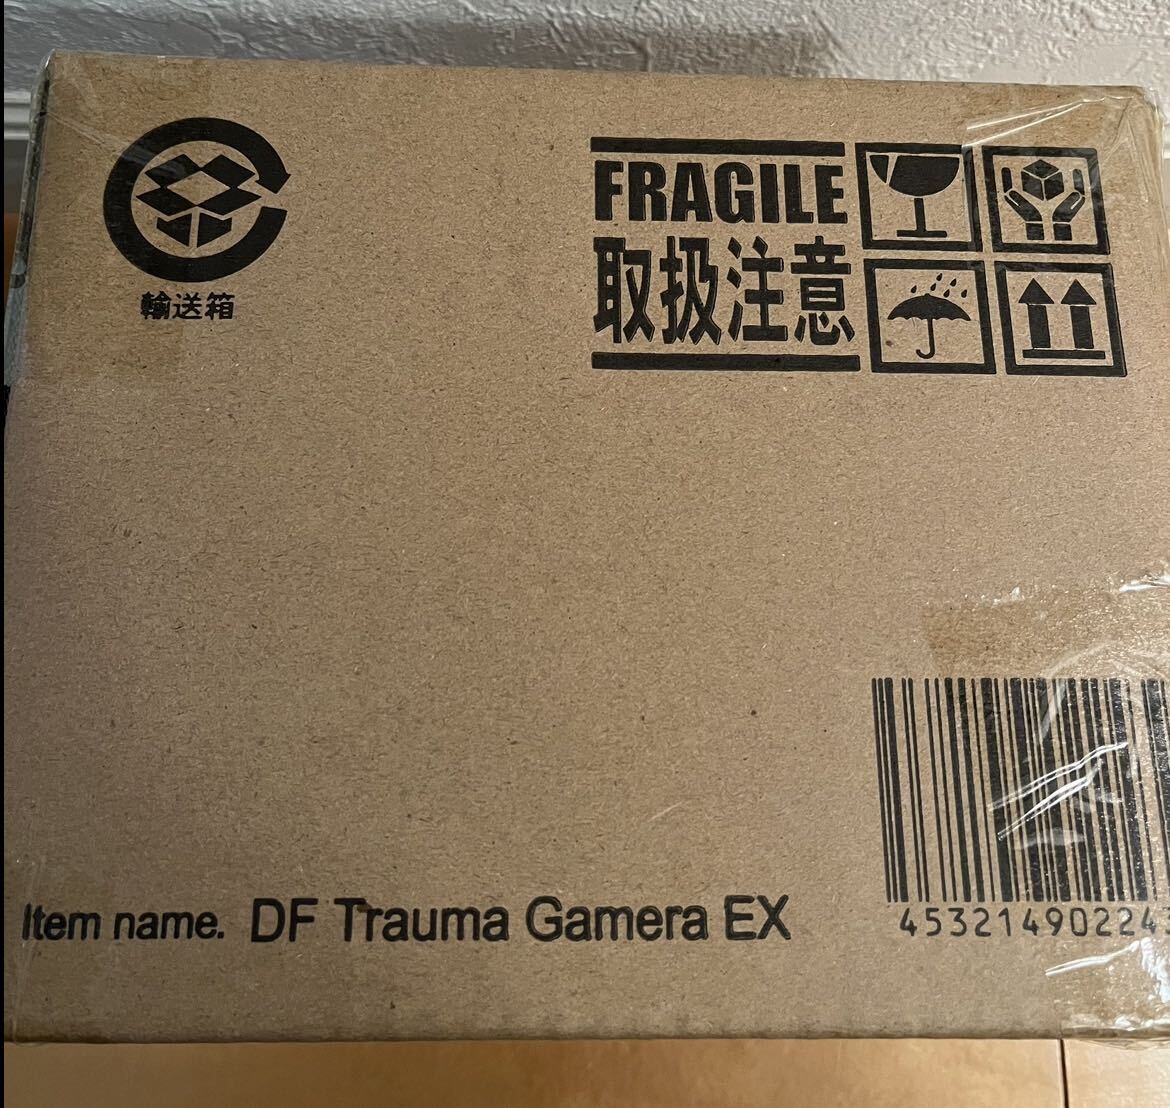 輸送箱
FRAGILE
取扱注意
Item name. DF Trauma Gamera EX
45321490224